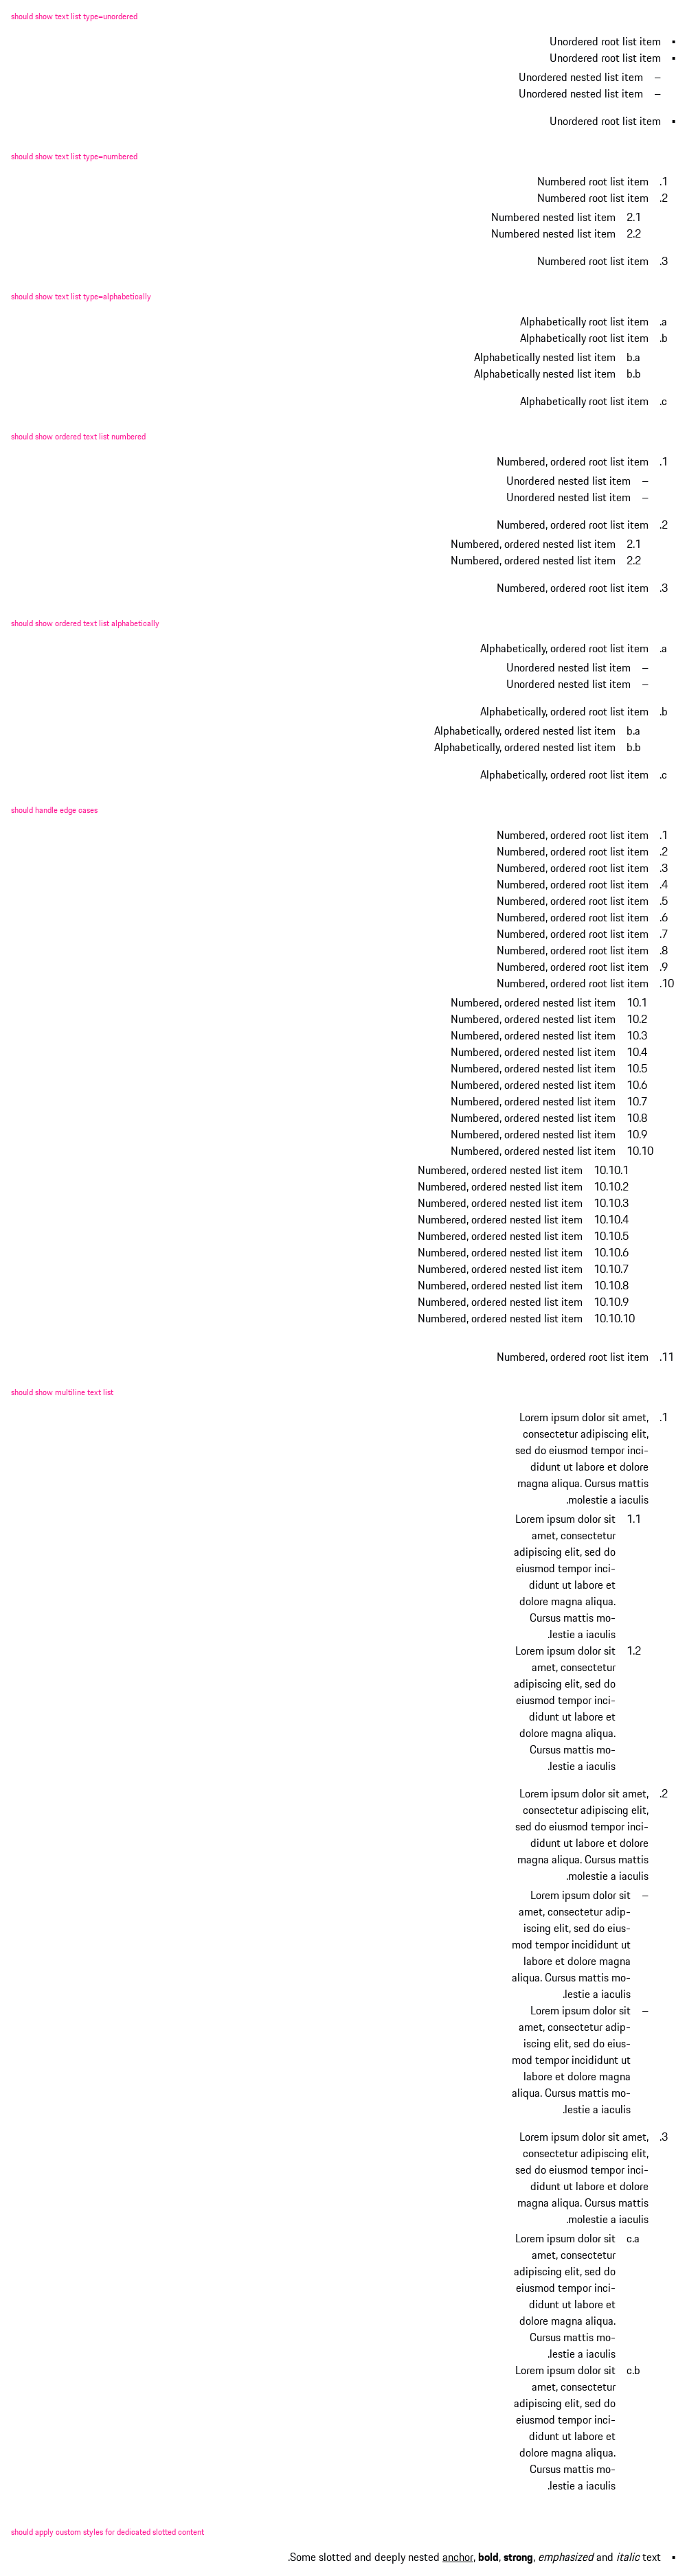 should show text list type=unordered
Unordered root list item •
Unordered root list item •
Unordered nested list item –
Unordered nested list item –
Unordered root list item •
should show text list type=numbered
Numbered root list item .1
Numbered root list item .2
Numbered nested list item 2.1
Numbered nested list item 2.2
Numbered root list item .3
should show text list type=alphabetically
Alphabetically root list item .a
Alphabetically root list item .b
Alphabetically nested list item b.a
Alphabetically nested list item b.b
Alphabetically root list item .c
should show ordered text list numbered
Numbered, ordered root list item .1
Unordered nested list item –
Unordered nested list item –
Numbered, ordered root list item .2
Numbered, ordered nested list item 2.1
Numbered, ordered nested list item 2.2
Numbered, ordered root list item .3
should show ordered text list alphabetically
Alphabetically, ordered root list item .a
Unordered nested list item –
Unordered nested list item –
Alphabetically, ordered root list item .b
Alphabetically, ordered nested list item b.a
Alphabetically, ordered nested list item b.b
Alphabetically, ordered root list item .c
should handle edge cases
Numbered, ordered root list item .1
Numbered, ordered root list item .2
Numbered, ordered root list item .3
Numbered, ordered root list item .4
Numbered, ordered root list item .5
Numbered, ordered root list item .6
Numbered, ordered root list item .7
Numbered, ordered root list item .8
Numbered, ordered root list item .9
Numbered, ordered root list item .10
Numbered, ordered nested list item 10.1
Numbered, ordered nested list item 10.2
Numbered, ordered nested list item 10.3
Numbered, ordered nested list item 10.4
Numbered, ordered nested list item 10.5
Numbered, ordered nested list item 10.6
Numbered, ordered nested list item 10.7
Numbered, ordered nested list item 10.8
Numbered, ordered nested list item 10.9
Numbered, ordered nested list item 10.10
Numbered, ordered nested list item 10.10.1
Numbered, ordered nested list item 10.10.2
Numbered, ordered nested list item 10.10.3
Numbered, ordered nested list item 10.10.4
Numbered, ordered nested list item 10.10.5
Numbered, ordered nested list item 10.10.6
Numbered, ordered nested list item 10.10.7
Numbered, ordered nested list item 10.10.8
Numbered, ordered nested list item 10.10.9
Numbered, ordered nested list item 10.10.10
Numbered, ordered root list item .11
should show multiline text list
Lorem ipsum dolor sit amet, .1
consectetur adipiscing elit,
sed do eiusmod tempor inci-
didunt ut labore et dolore
magna aliqua. Cursus mattis
.molestie a iaculis
Lorem ipsum dolor sit 1.1
amet, consectetur
adipiscing elit, sed do
eiusmod tempor inci-
didunt ut labore et
dolore magna aliqua.
Cursus mattis mo-
.lestie a iaculis
Lorem ipsum dolor sit 1.2
amet, consectetur
adipiscing elit, sed do
eiusmod tempor inci-
didunt ut labore et
dolore magna aliqua.
Cursus mattis mo-
.lestie a iaculis
Lorem ipsum dolor sit amet, .2
consectetur adipiscing elit,
sed do eiusmod tempor inci-
didunt ut labore et dolore
magna aliqua. Cursus mattis
.molestie a iaculis
Lorem ipsum dolor sit –
amet, consectetur adip-
iscing elit, sed do eius-
mod tempor incididunt ut
labore et dolore magna
aliqua. Cursus mattis mo-
.lestie a iaculis
Lorem ipsum dolor sit –
amet, consectetur adip-
iscing elit, sed do eius-
mod tempor incididunt ut
labore et dolore magna
aliqua. Cursus mattis mo-
.lestie a iaculis
Lorem ipsum dolor sit amet, .3
consectetur adipiscing elit,
sed do eiusmod tempor inci-
didunt ut labore et dolore
magna aliqua. Cursus mattis
.molestie a iaculis
Lorem ipsum dolor sit c.a
amet, consectetur
adipiscing elit, sed do
eiusmod tempor inci-
didunt ut labore et
dolore magna aliqua.
Cursus mattis mo-
.lestie a iaculis
Lorem ipsum dolor sit c.b
amet, consectetur
adipiscing elit, sed do
eiusmod tempor inci-
didunt ut labore et
dolore magna aliqua.
Cursus mattis mo-
.lestie a iaculis
should apply custom styles for dedicated slotted content
.Some slotted and deeply nested anchor, bold, strong, emphasized and italic text •